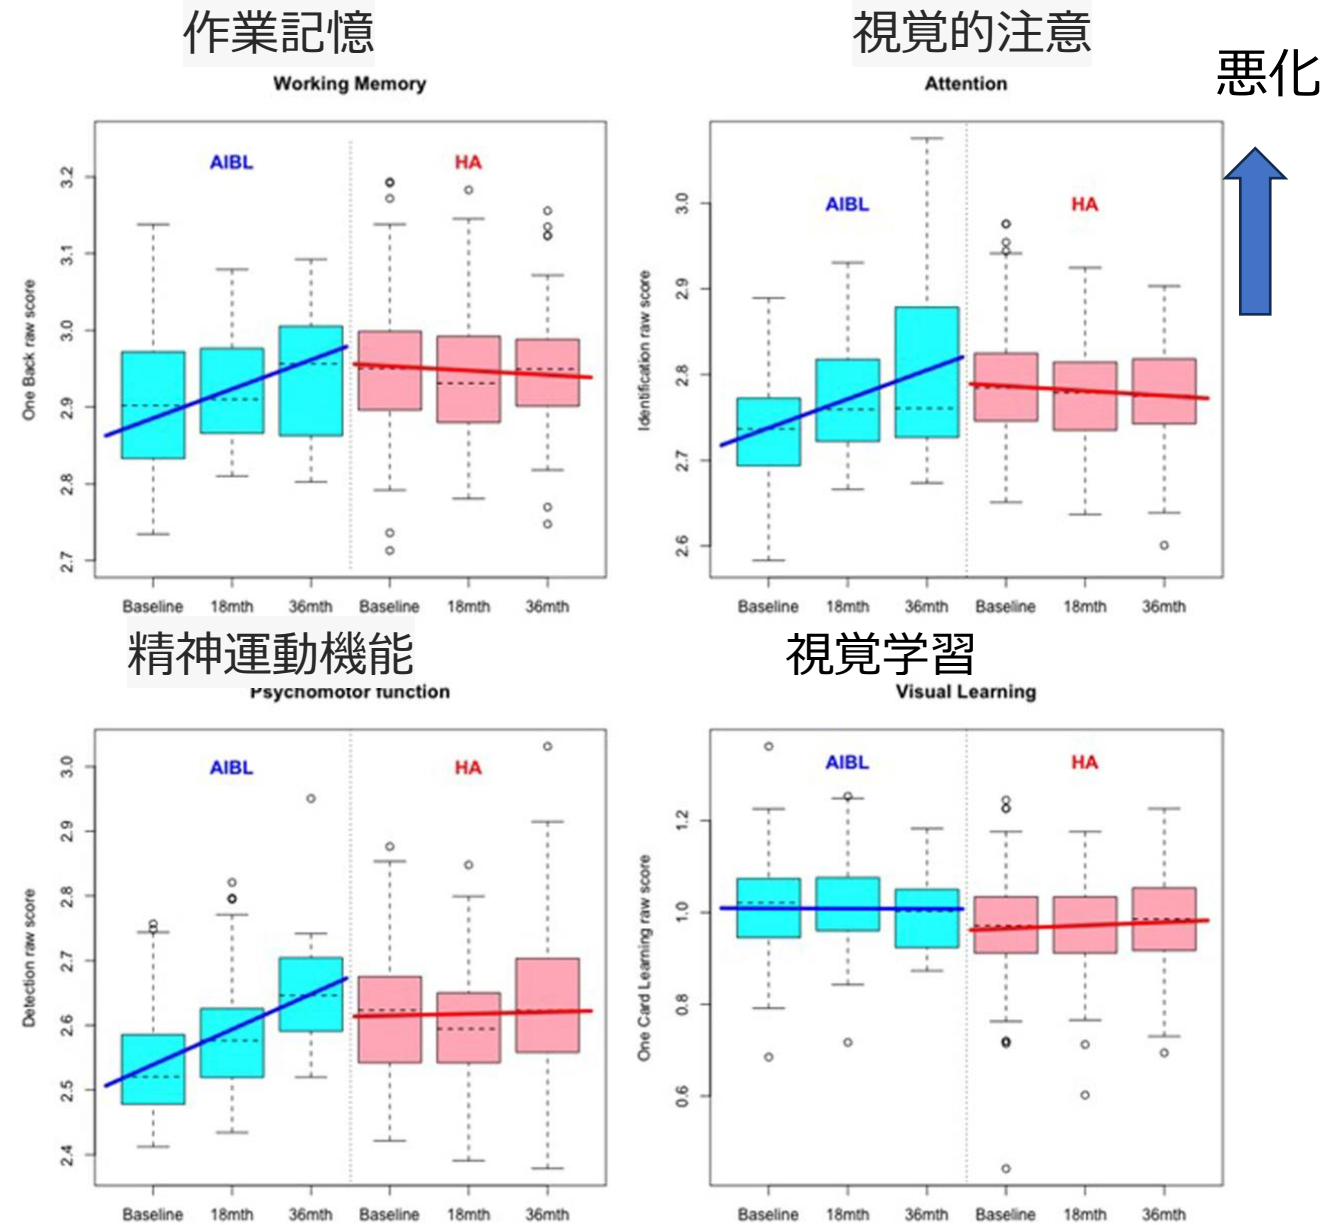 作業記憶
視覚的注意
悪化
Working Memory
Attention
One Back raw score
3.2
3.1
3.0
2.9
2.8
2.7
AIBL
HA
Baseline 18mth 36mth Baseline 18mth 36mth
Identification raw score
3.0
2.9
2.8
2.7
2.6
AIBL
HA
Baseline 18mth 36mth Baseline 18mth 36mth
精神運動機能
視覚学習
Psychomotor function
Visual Learning
Detection raw score
3.0
2.9
2.8
2.7
2.6
2.5
2.4
AIBL
HA
Baseline 18mth 36mth Baseline 18mth 36mth
One Card Learning raw score
1.2
1.0
0.8
0.6
AIBL
HA
Baseline 18mth 36mth Baseline 18mth 36mth